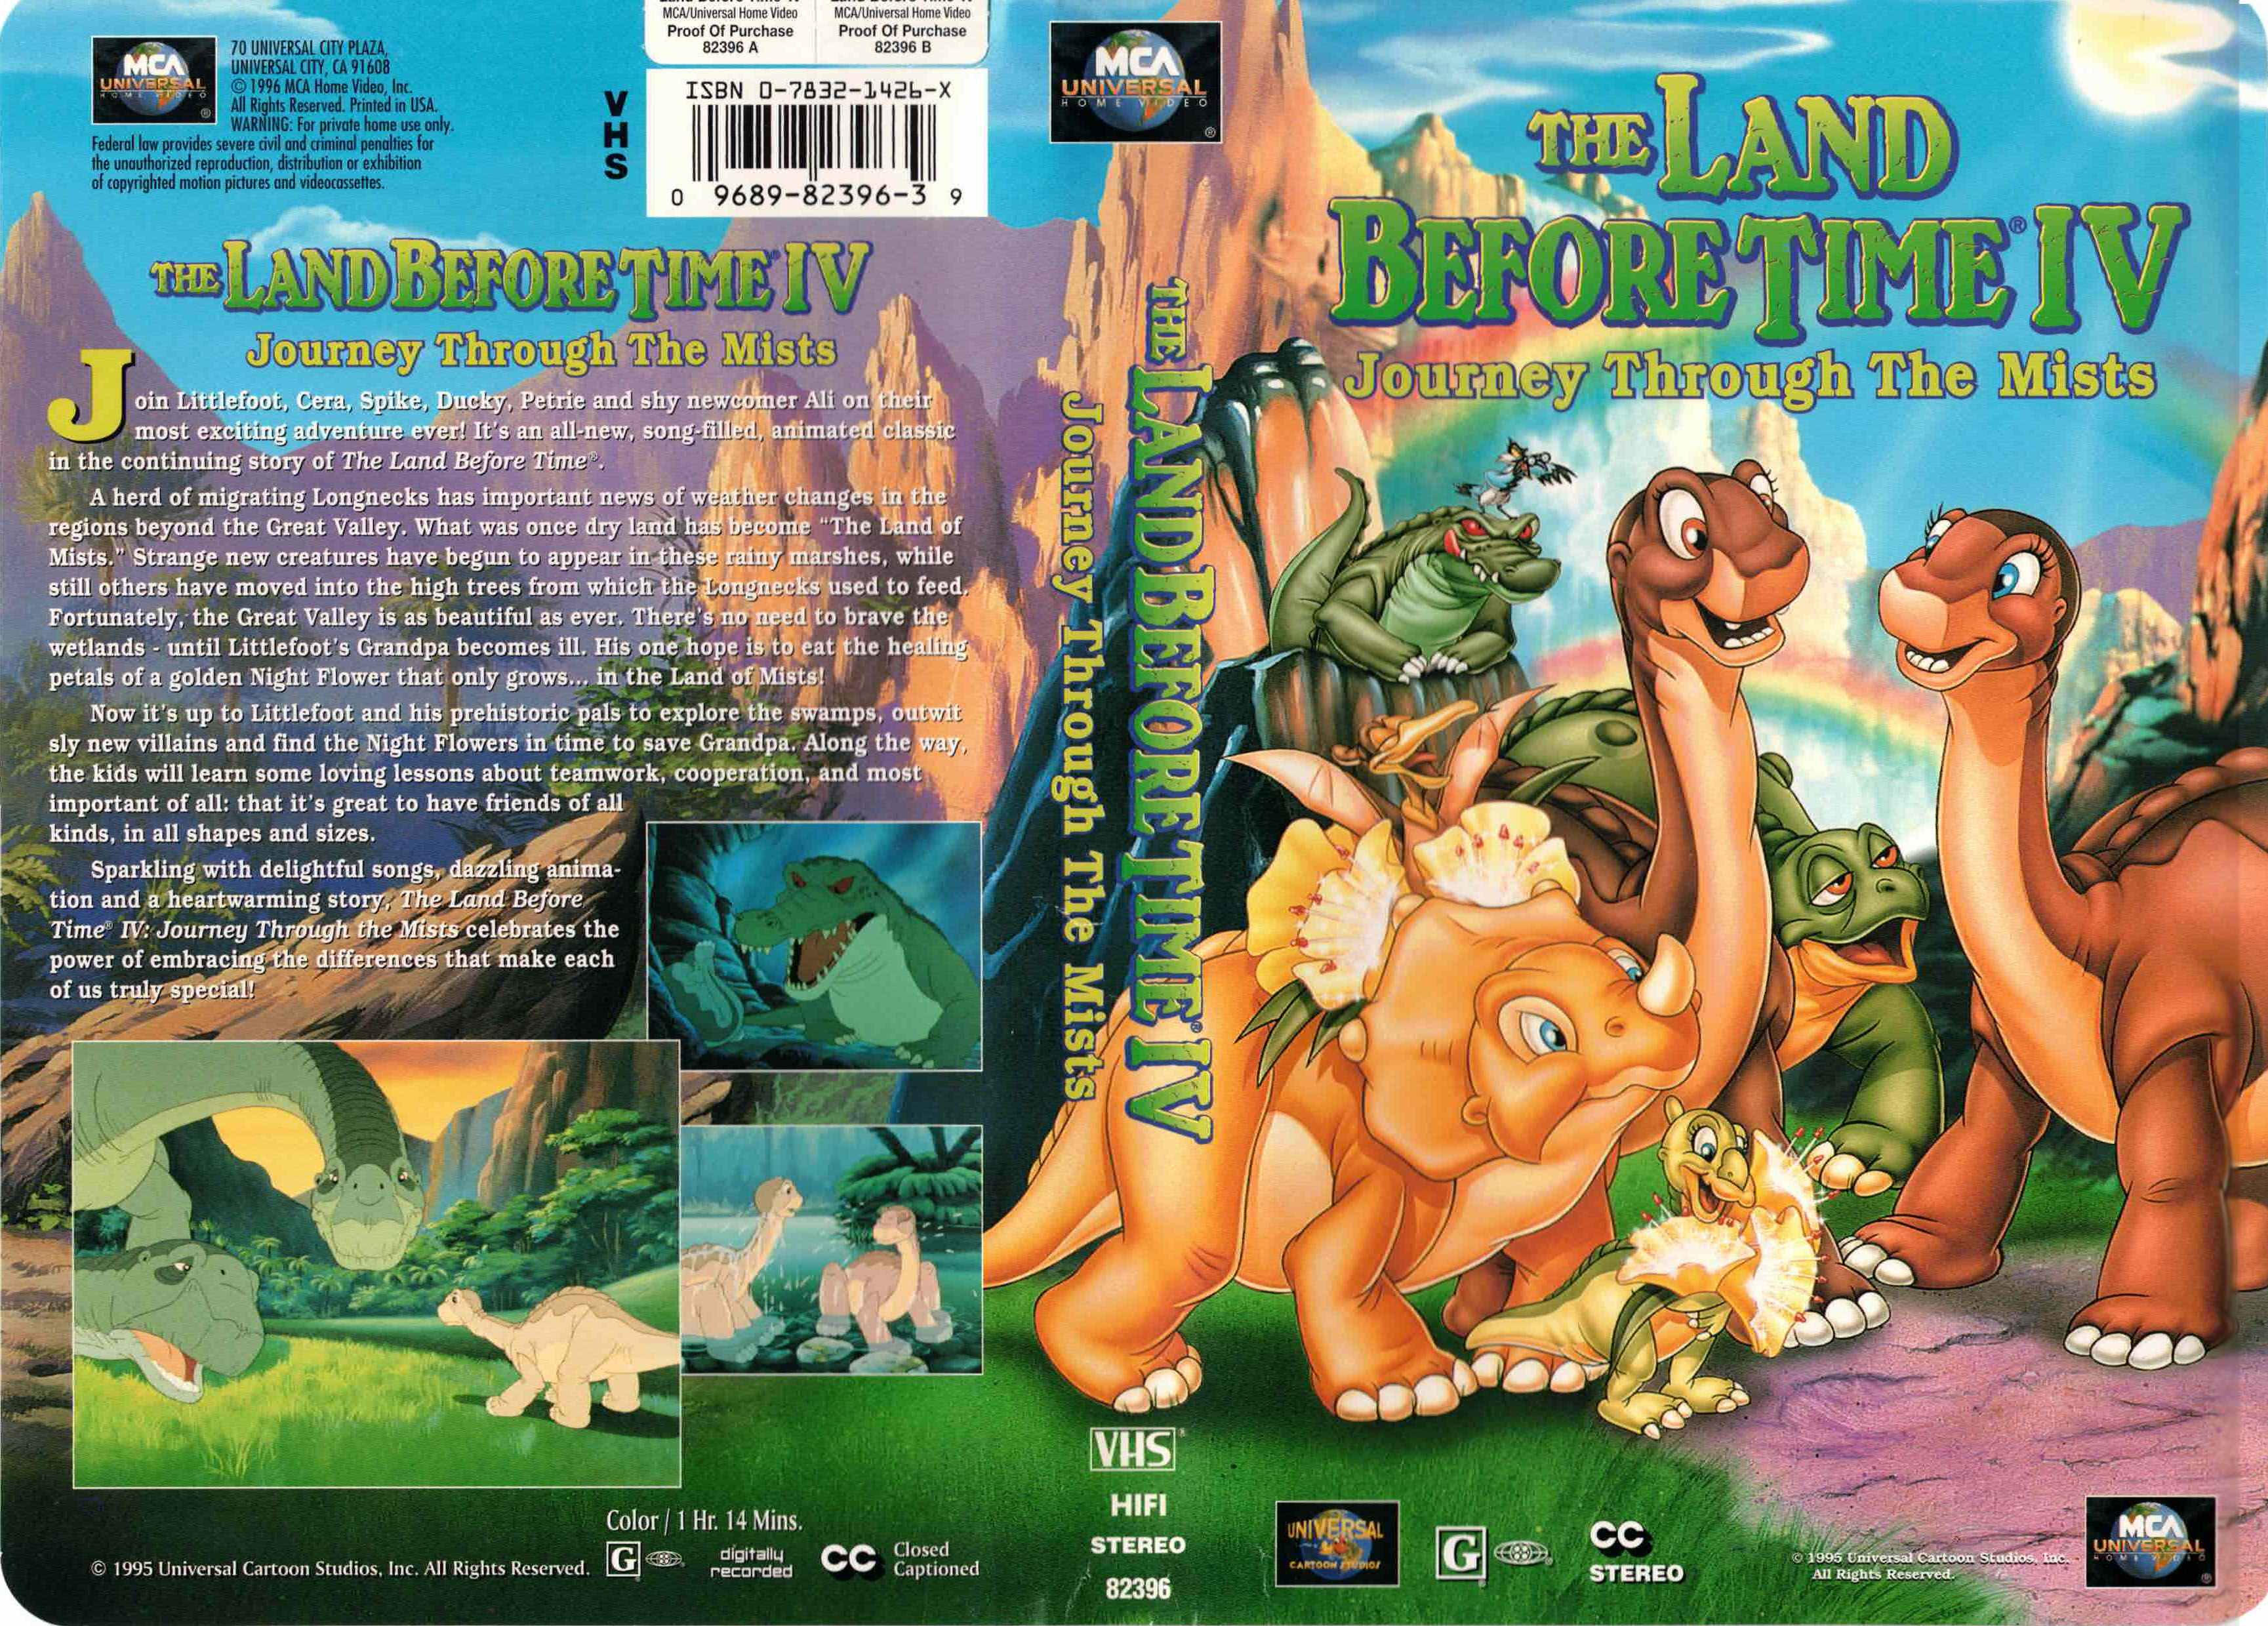 MCA/Universal Home Video
Proof Of Purchase
82396 A
MCA/Universal Home Video
Proof Of Purchase
82396 B
MCA
UNIVERSAL
HOME VIDEO
®
70 UNIVERSAL CITY PLAZA,
UNIVERSAL CITY, CA 91608
© 1996 MCA Home Video, Inc.
All Rights Reserved. Printed in USA.
WARNING: For private home use only.
Federal law provides severe civil and criminal penalties for
the unauthorized reproduction, distribution or exhibition
of copyrighted motion pictures and videocassettes.
VHS
ISBN 0-7832-1426-X
0 9689-82396-3 9
THE LAND BEFORE TIME® IV
Journey Through The Mists
Join Littlefoot, Cera, Spike, Ducky, Petrie and shy newcomer Ali on their
most exciting adventure ever! It's an all-new, song-filled, animated classic
in the continuing story of The Land Before Time®.
A herd of migrating Longnecks has important news of weather changes in the
regions beyond the Great Valley. What was once dry land has become "The Land of
Mists." Strange new creatures have begun to appear in these rainy marshes, while
still others have moved into the high trees from which the Longnecks used to feed.
Fortunately, the Great Valley is as beautiful as ever. There's no need to brave the
wetlands - until Littlefoot's Grandpa becomes ill. His one hope is to eat the healing
petals of a golden Night Flower that only grows... in the Land of Mists!
Now it's up to Littlefoot and his prehistoric pals to explore the swamps, outwit
sly new villains and find the Night Flowers in time to save Grandpa. Along the way,
the kids will learn some loving lessons about teamwork, cooperation, and most
important of all: that it's great to have friends of all
kinds, in all shapes and sizes.
Sparkling with delightful songs, dazzling anima-
tion and a heartwarming story, The Land Before
Time® IV: Journey Through the Mists celebrates the
power of embracing the differences that make each
of us truly special!
Color / 1 Hr. 14 Mins.
© 1995 Universal Cartoon Studios, Inc. All Rights Reserved.
G
digitally
recorded
CC
Closed
Captioned
MCA
UNIVERSAL
HOME VIDEO
®
THE LAND BEFORE TIME® IV
Journey Through The Mists
VHS®
HIFI
STEREO
82396
THE LAND
BEFORE TIME® IV
Journey Through The Mists
UNIVERSAL
CARTOON STUDIOS
G
CC
STEREO
© 1995 Universal Cartoon Studios, Inc.
All Rights Reserved.
MCA
UNIVERSAL
HOME VIDEO
®